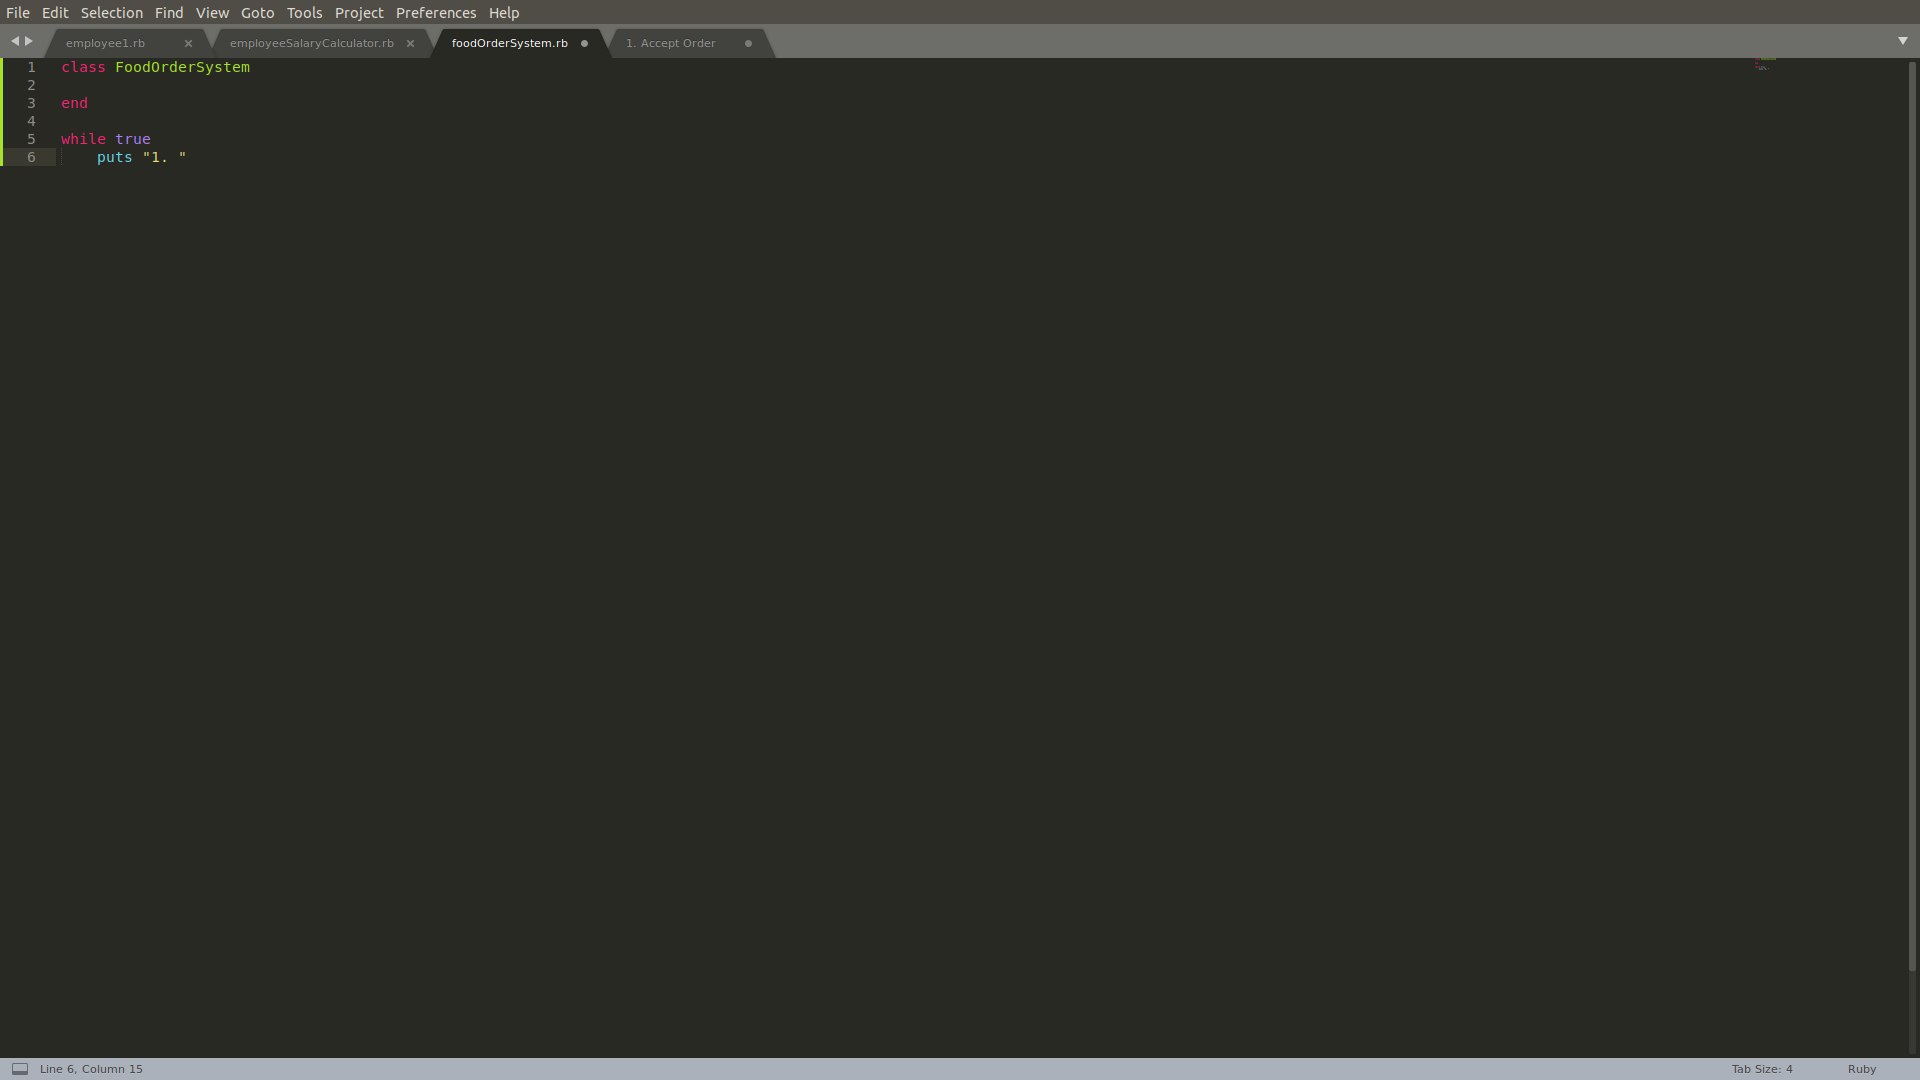 File Edit Selection Find View Goto Tools Project Preferences Help
employee1.rb employeeSalaryCalculator.rb foodOrderSystem.rb 1. Accept Order
1 class FoodOrderSystem
2
3 end
4
5 while true
6 puts "1. "
Line 6, Column 15 Tab Size: 4 Ruby